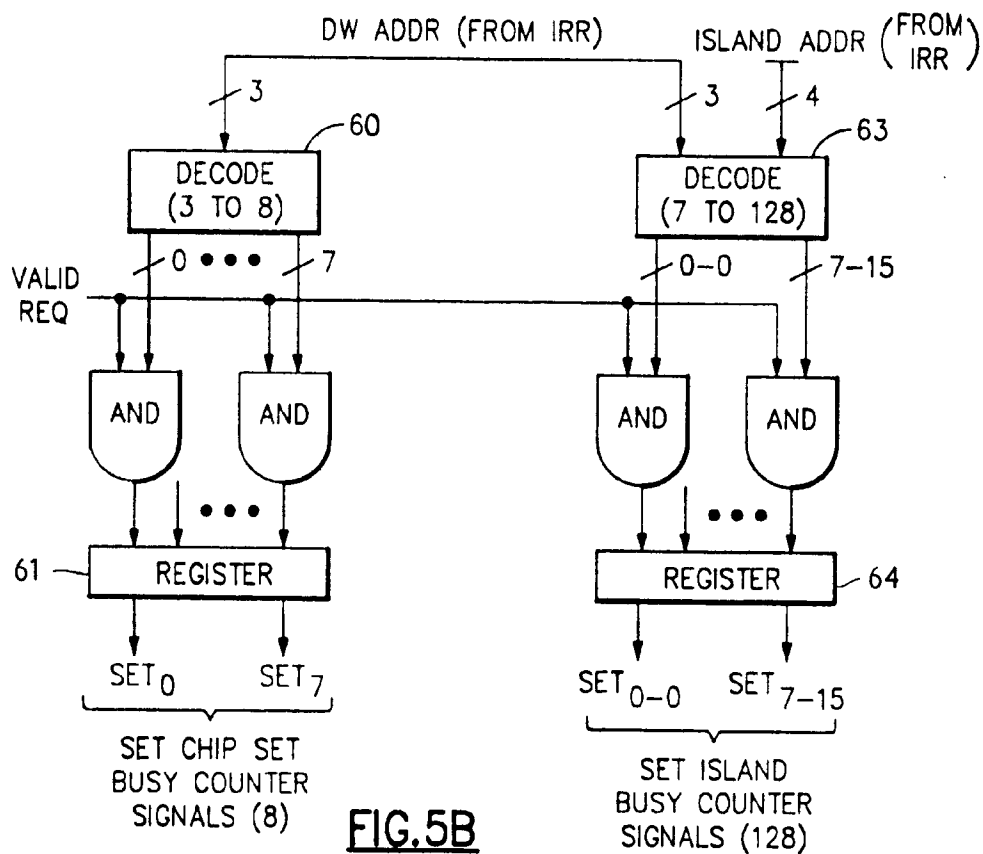 DW ADDR (FROM IRR)
ISLAND ADDR (FROM IRR)
3
3
4
60
63
DECODE
(3 TO 8)
DECODE
(7 TO 128)
0
7
0-0
7-15
VALID
REQ
AND
AND
AND
AND
61
REGISTER
REGISTER
64
SET0
SET7
SET0-0
SET7-15
SET CHIP SET
BUSY COUNTER
SIGNALS (8)
SET ISLAND
BUSY COUNTER
SIGNALS (128)
FIG.5B